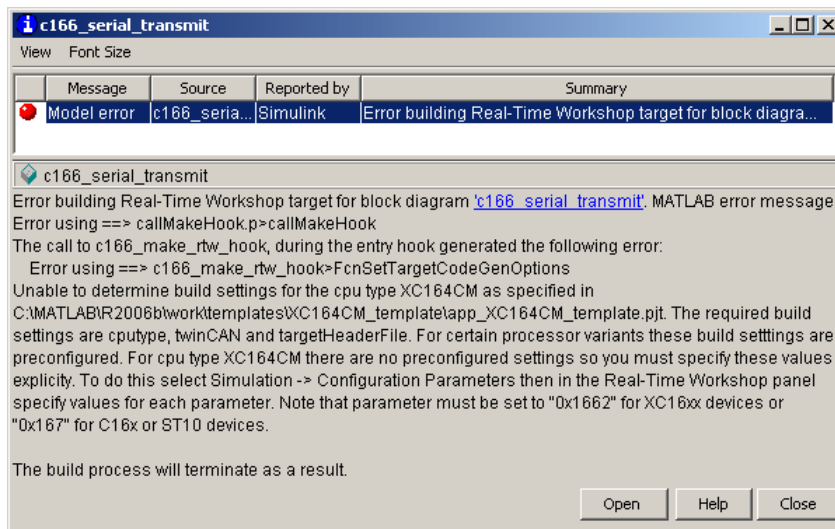 c166_serial_transmit
View Font Size
Message Source Reported by Summary
Model error c166_seria... Simulink Error building Real-Time Workshop target for block diagra...
c166_serial_transmit
Error building Real-Time Workshop target for block diagram 'c166_serial_transmit'. MATLAB error message
Error using ==> callMakeHook.p>callMakeHook
The call to c166_make_rtw_hook, during the entry hook generated the following error:
Error using ==> c166_make_rtw_hook>FcnSetTargetCodeGenOptions
Unable to determine build settings for the cpu type XC164CM as specified in
C:\MATLAB\R2006b\work\templates\XC164CM_template\app_XC164CM_template.pjt. The required build
settings are cputype, twinCAN and targetHeaderFile. For certain processor variants these build setttings are
preconfigured. For cpu type XC164CM there are no preconfigured settings so you must specify these values
explicity. To do this select Simulation -> Configuration Parameters then in the Real-Time Workshop panel
specify values for each parameter. Note that parameter must be set to "0x1662" for XC16xx devices or
"0x167" for C16x or ST10 devices.
The build process will terminate as a result.
Open Help Close